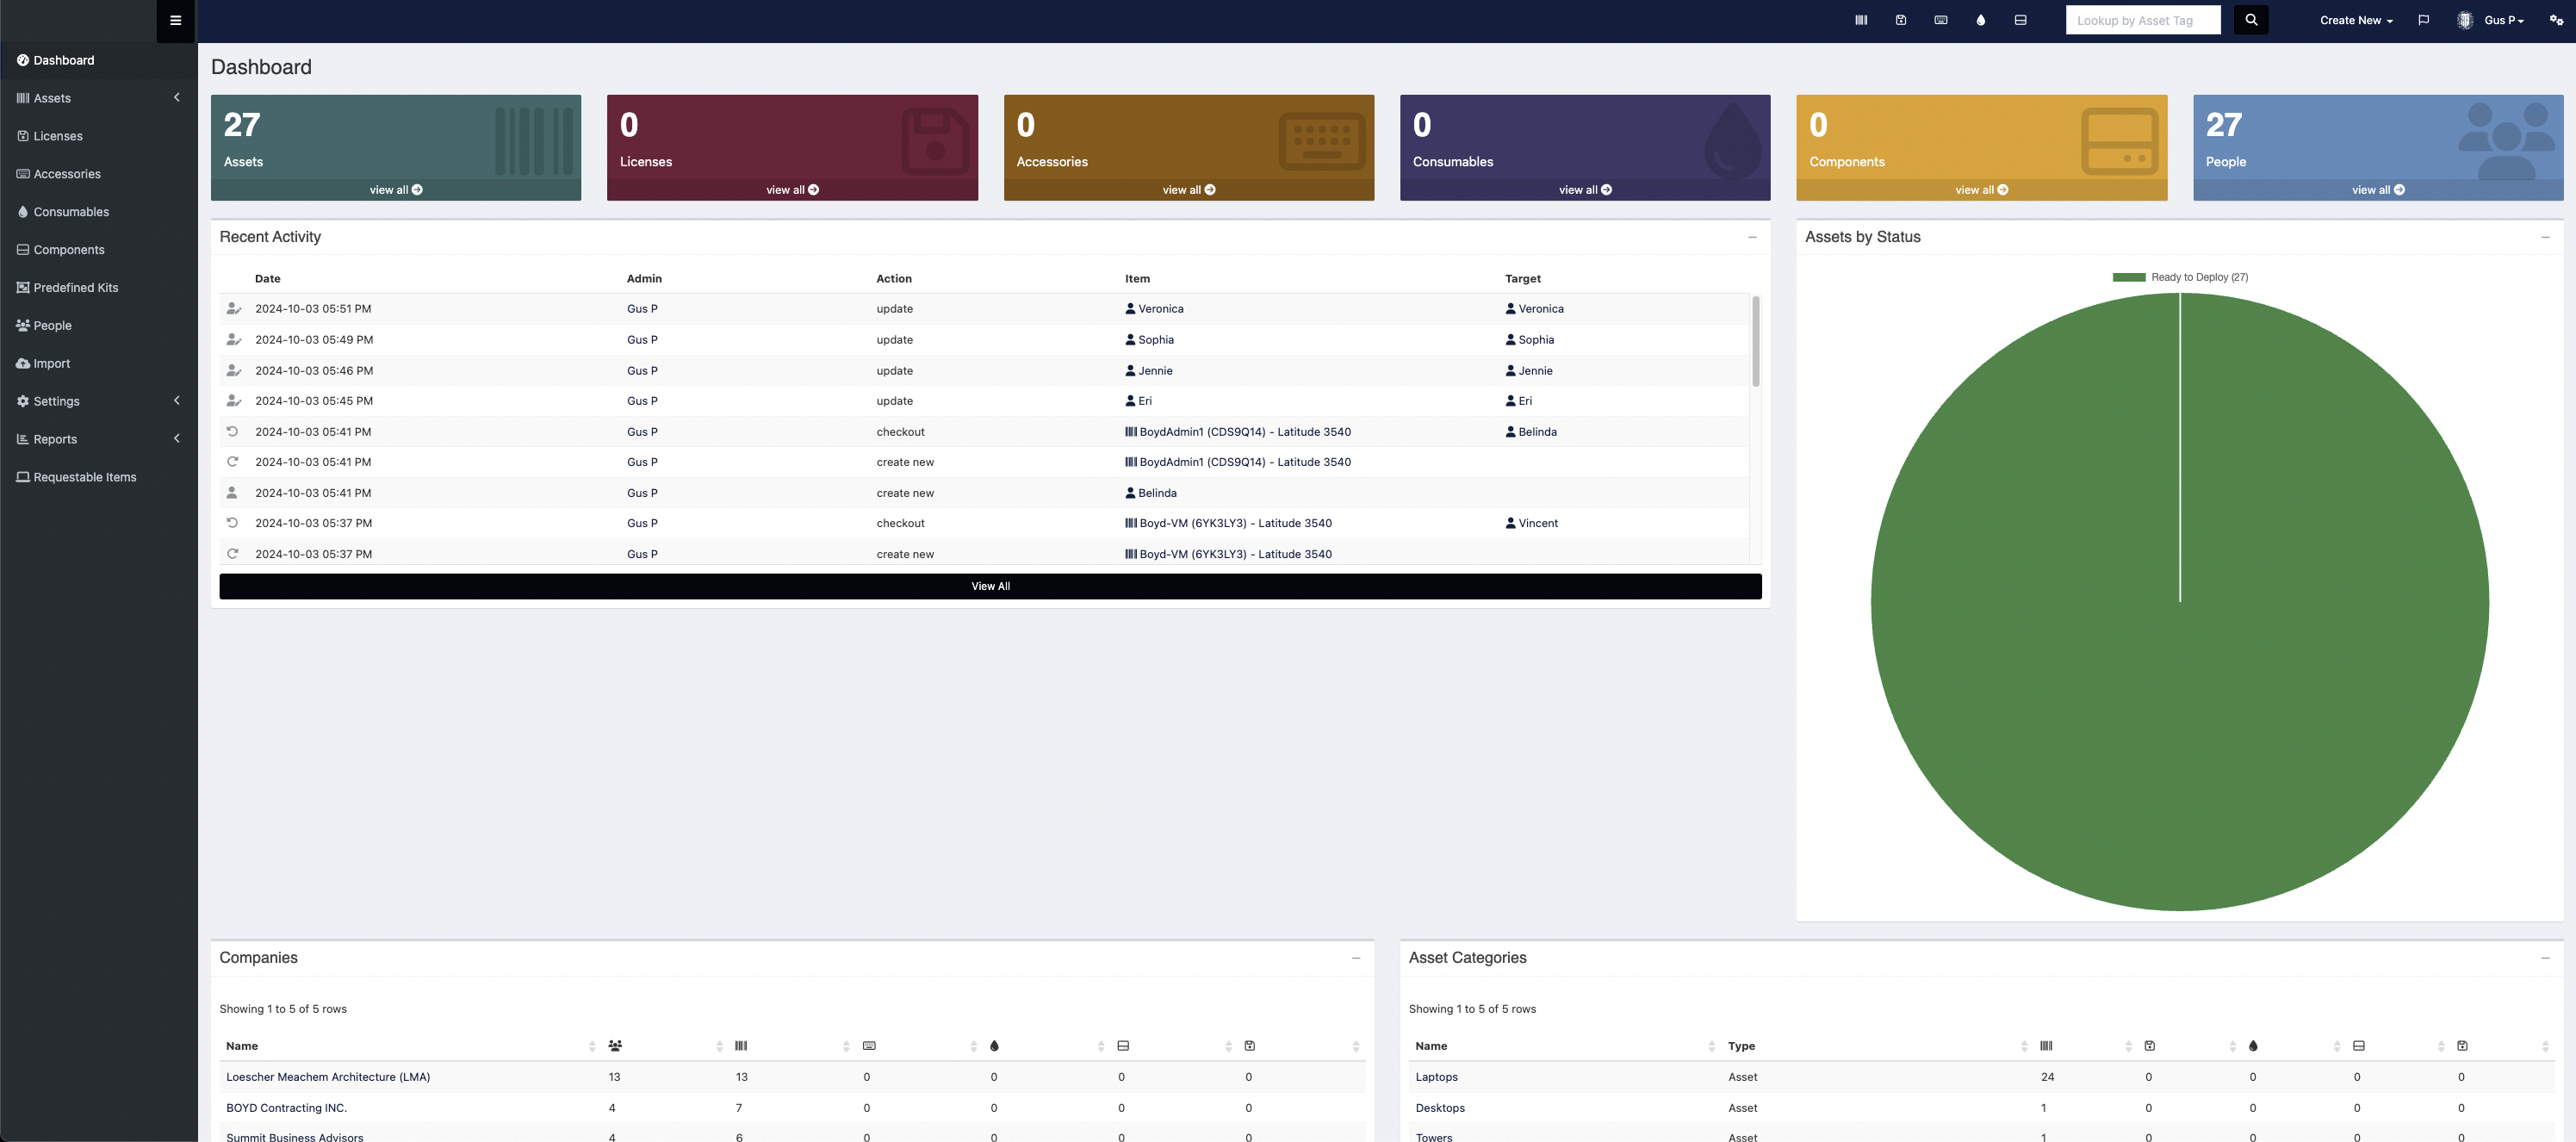 Lookup by Asset Tag
Create New
Gus P
Dashboard
Assets
Licenses
Accessories
Consumables
Components
Predefined Kits
People
Import
Settings
Reports
Requestable Items
Dashboard
27
Assets
view all
0
Licenses
view all
0
Accessories
view all
0
Consumables
view all
0
Components
view all
27
People
view all
Recent Activity
Date Admin Action Item Target
2024-10-03 05:51 PM Gus P update Veronica Veronica
2024-10-03 05:49 PM Gus P update Sophia Sophia
2024-10-03 05:46 PM Gus P update Jennie Jennie
2024-10-03 05:45 PM Gus P update Eri Eri
2024-10-03 05:41 PM Gus P checkout BoydAdmin1 (CDS9Q14) - Latitude 3540 Belinda
2024-10-03 05:41 PM Gus P create new BoydAdmin1 (CDS9Q14) - Latitude 3540
2024-10-03 05:41 PM Gus P create new Belinda
2024-10-03 05:37 PM Gus P checkout Boyd-VM (6YK3LY3) - Latitude 3540 Vincent
2024-10-03 05:37 PM Gus P create new Boyd-VM (6YK3LY3) - Latitude 3540
View All
Assets by Status
Ready to Deploy (27)
Companies
Showing 1 to 5 of 5 rows
Name
Loescher Meachem Architecture (LMA) 13 13 0 0 0 0
BOYD Contracting INC. 4 7 0 0 0 0
Summit Business Advisors 4 6 0 0 0 0
Asset Categories
Showing 1 to 5 of 5 rows
Name Type
Laptops Asset 24 0 0 0 0
Desktops Asset 1 0 0 0 0
Towers Asset 1 0 0 0 0